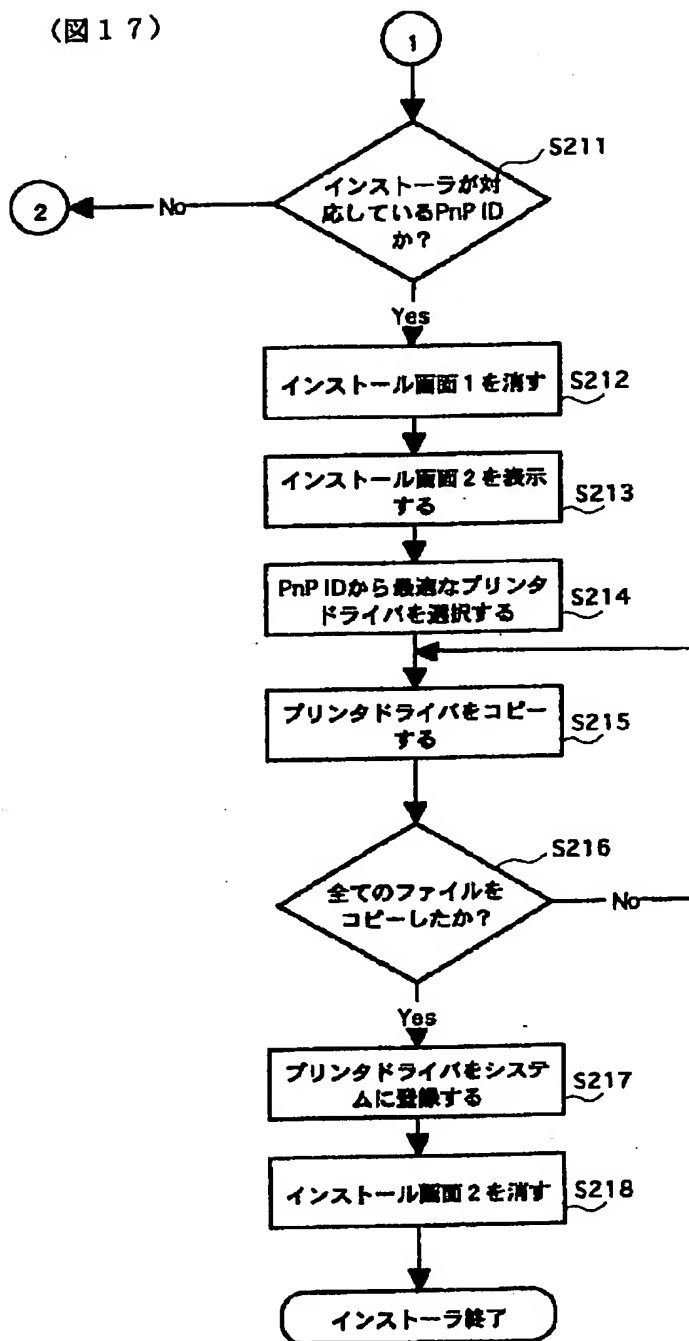 （図１７）
1
S211
インストーラが対
応しているPnP ID
か？
2
No
Yes
インストール画面１を消す
S212
インストール画面２を表示
する
S213
PnP IDから最適なプリンタ
ドライバを選択する
S214
プリンタドライバをコピー
する
S215
S216
全てのファイルを
コピーしたか？
No
Yes
プリンタドライバをシステ
ムに登録する
S217
インストール画面２を消す
S218
インストーラ終了